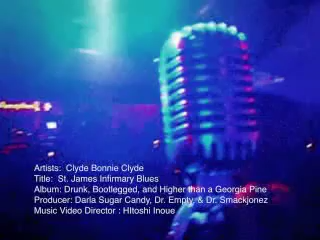 Artists:  Clyde Bonnie Clyde
Title:  St. James Infirmary Blues
Album: Drunk, Bootlegged, and Higher than a Georgia Pine
Producer: Darla Sugar Candy, Dr. Empty, & Dr. Smackjonez
Music Video Director : HItoshi Inoue